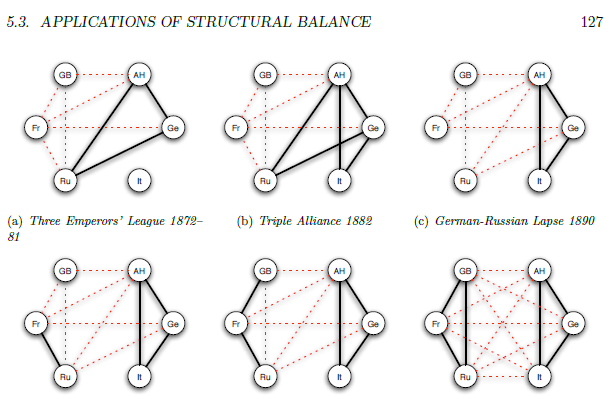 5.3. APPLICATIONS OF STRUCTURAL BALANCE 127
GB AH GB AH GB AH
Fr Ge Fr Ge Fr Ge
Ru It Ru It Ru It
(a) Three Emperors' League 1872–
81
(b) Triple Alliance 1882
(c) German-Russian Lapse 1890
GB AH GB AH GB AH
Fr Ge Fr Ge Fr Ge
Ru It Ru It Ru It